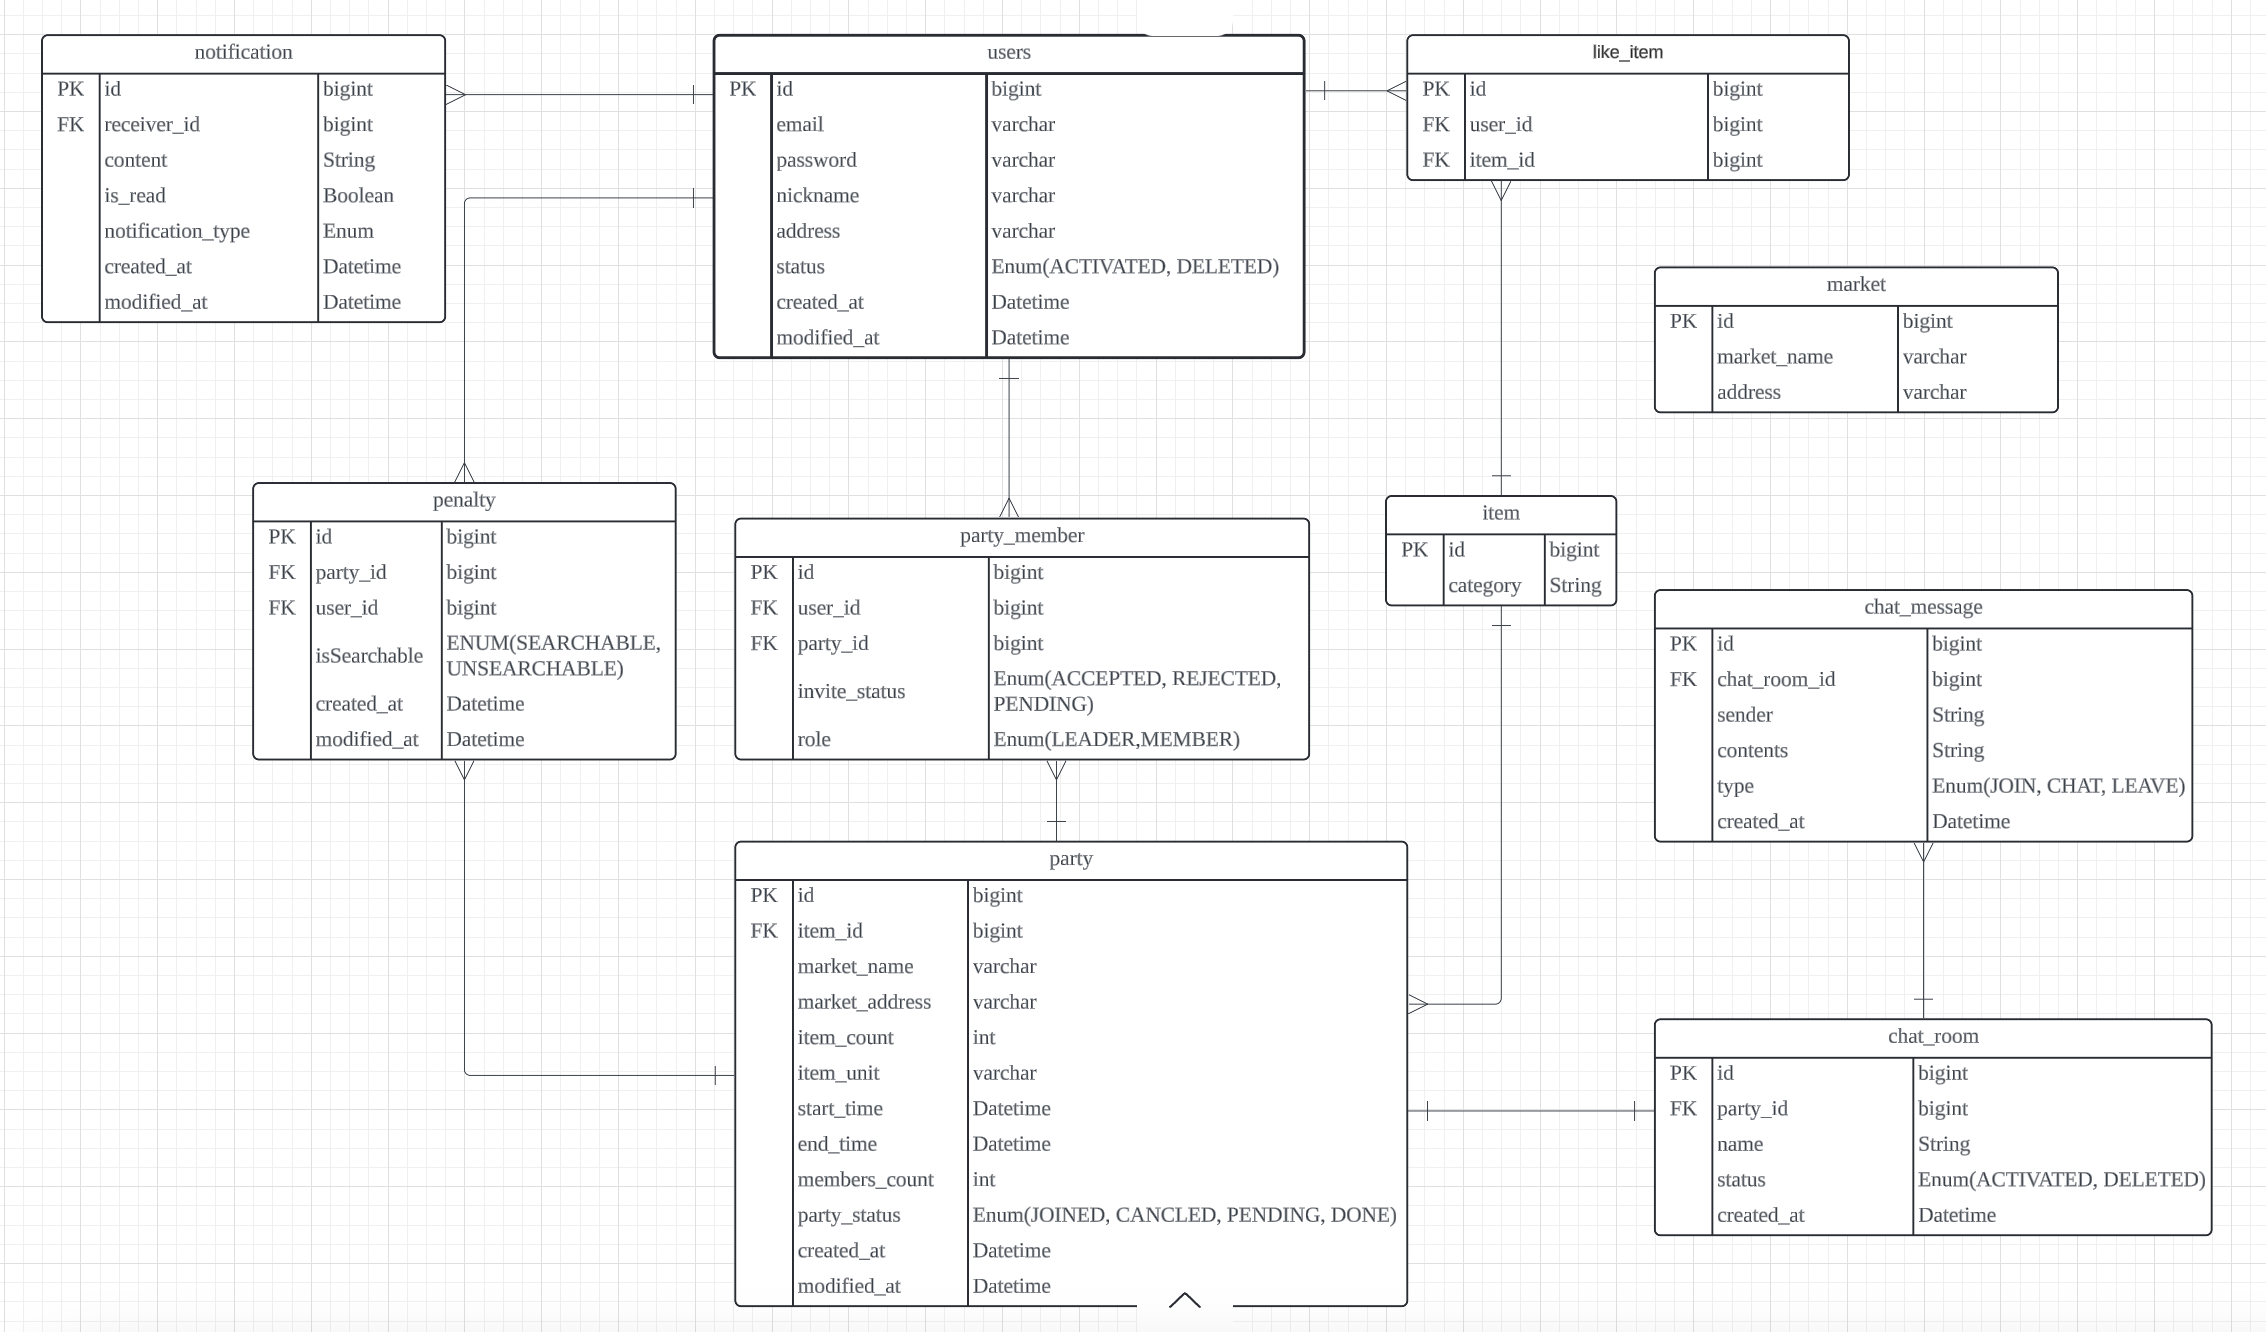 notification
PK id bigint
FK receiver_id bigint
content String
is_read Boolean
notification_type Enum
created_at Datetime
modified_at Datetime
users
PK id bigint
email varchar
password varchar
nickname varchar
address varchar
status Enum(ACTIVATED, DELETED)
created_at Datetime
modified_at Datetime
like_item
PK id bigint
FK user_id bigint
FK item_id bigint
market
PK id bigint
market_name varchar
address varchar
penalty
PK id bigint
FK party_id bigint
FK user_id bigint
isSearchable ENUM(SEARCHABLE,
UNSEARCHABLE)
created_at Datetime
modified_at Datetime
party_member
PK id bigint
FK user_id bigint
FK party_id bigint
invite_status Enum(ACCEPTED, REJECTED,
PENDING)
role Enum(LEADER,MEMBER)
item
PK id bigint
category String
chat_message
PK id bigint
FK chat_room_id bigint
sender String
contents String
type Enum(JOIN, CHAT, LEAVE)
created_at Datetime
party
PK id bigint
FK item_id bigint
market_name varchar
market_address varchar
item_count int
item_unit varchar
start_time Datetime
end_time Datetime
members_count int
party_status Enum(JOINED, CANCLED, PENDING, DONE)
created_at Datetime
modified_at Datetime
chat_room
PK id bigint
FK party_id bigint
name String
status Enum(ACTIVATED, DELETED)
created_at Datetime